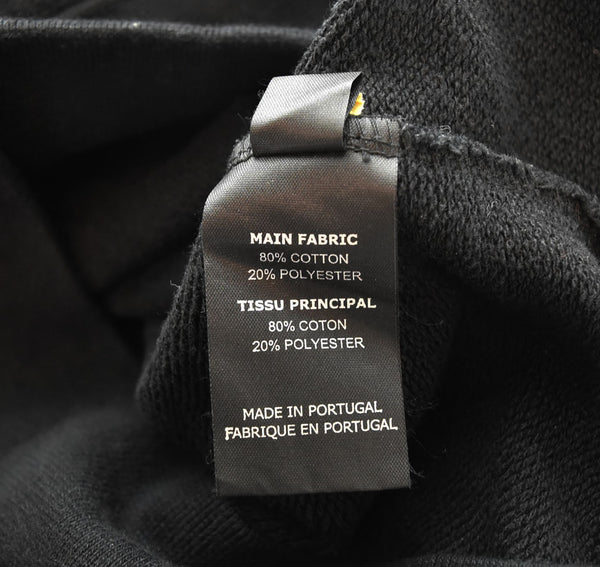 MAIN FABRIC
80% COTTON
20% POLYESTER
TISSU PRINCIPAL
80% COTON
20% POLYESTER
MADE IN PORTUGAL
FABRIQUE EN PORTUGAL